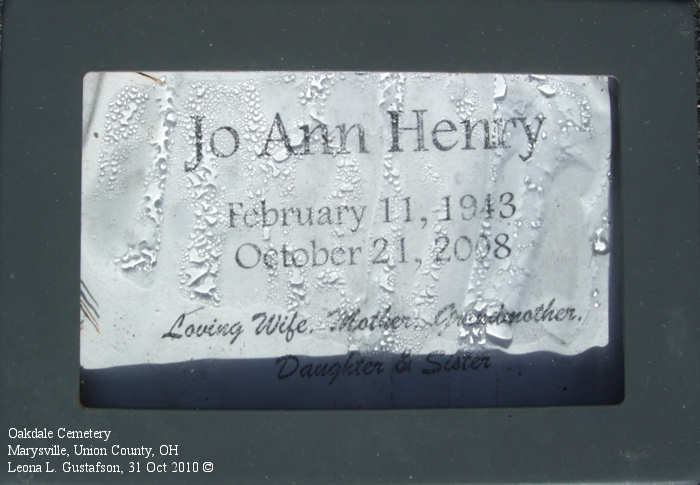 Jo Ann Henry
February 11, 1943
October 21, 2008
Loving Wife, Mother, Grandmother,
Daughter & Sister
Oakdale Cemetery
Marysville, Union County, OH
Leona L. Gustafson, 31 Oct 2010 ©